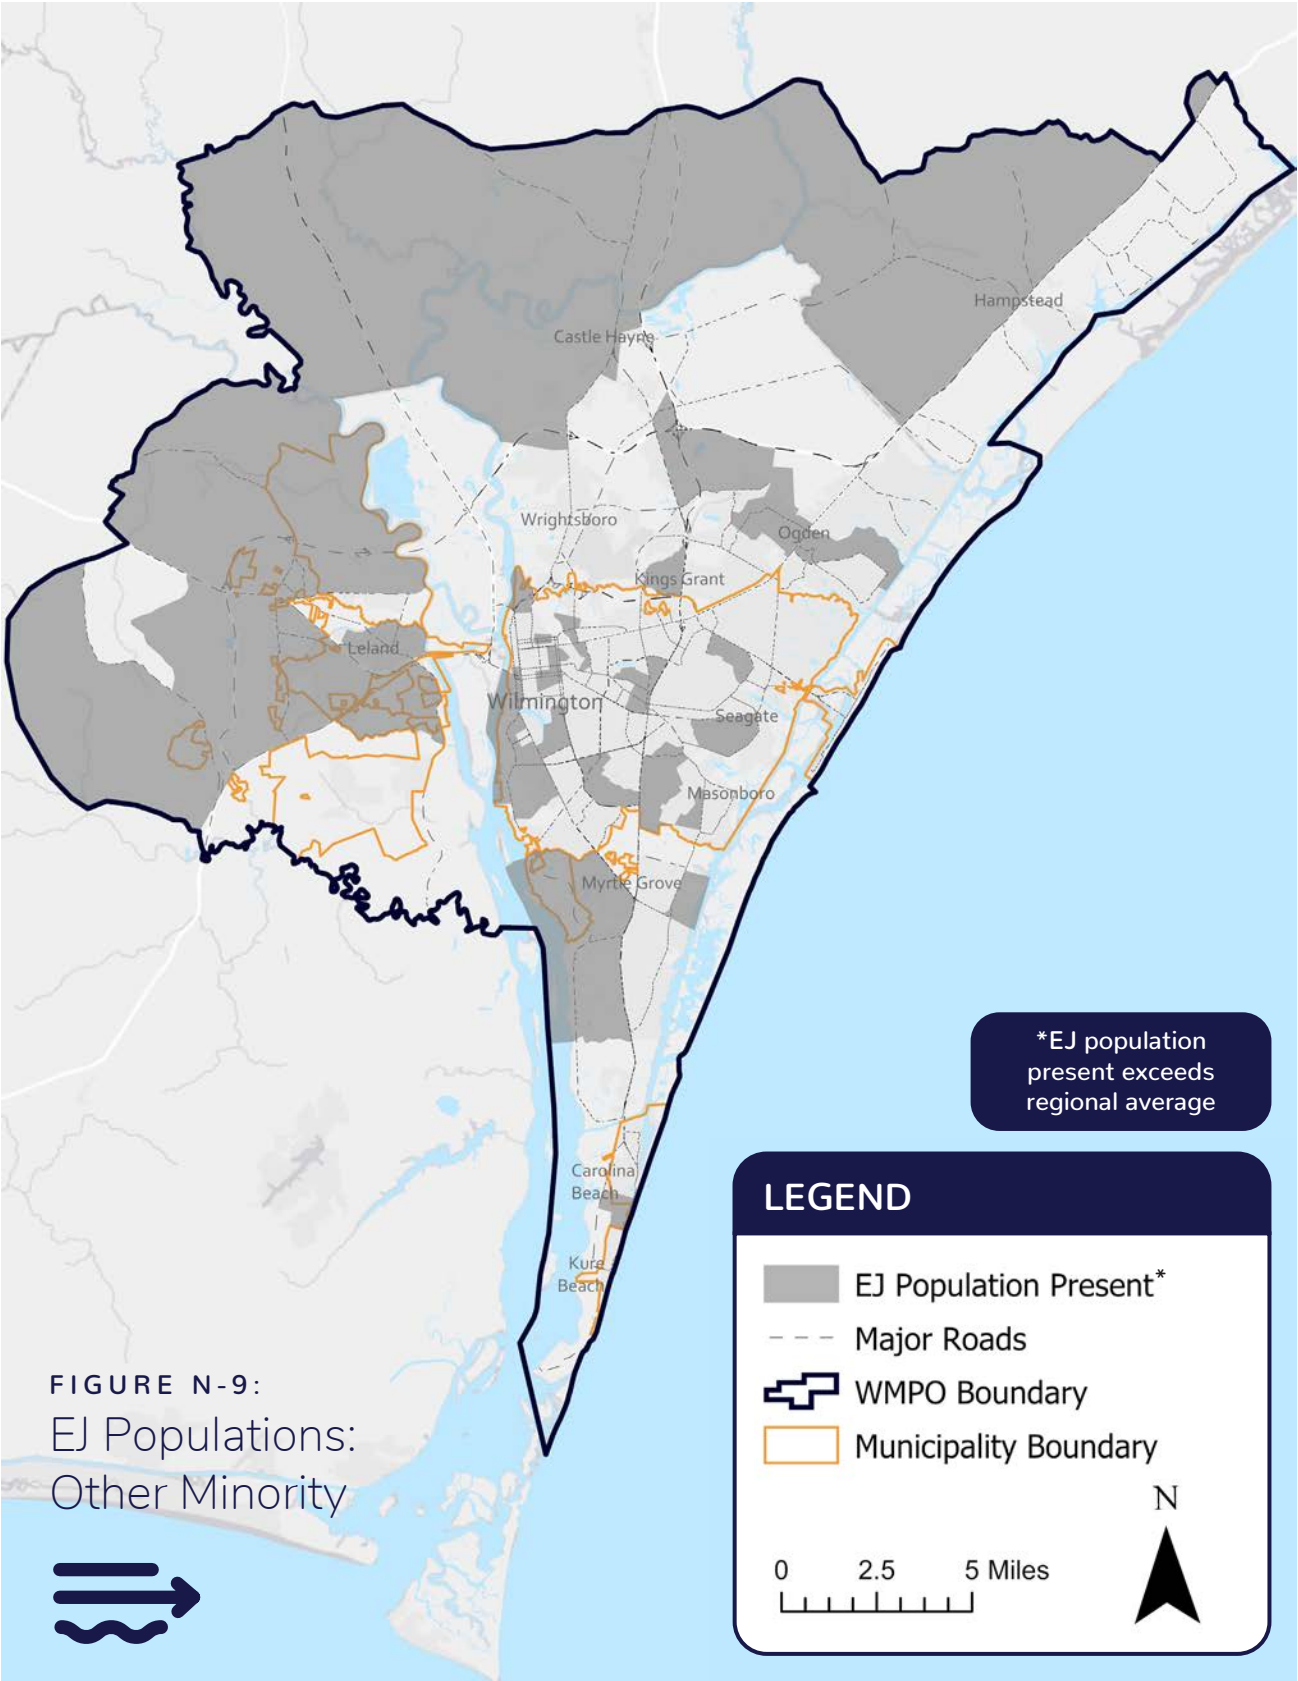 Hampstead
Castle Hayne
Wrightsboro
Ogden
Kings Grant
Leland
Wilmington
Seagate
Masonboro
Myrtle Grove
Carolina
Beach
Kure
Beach
*EJ population
present exceeds
regional average
LEGEND
EJ Population Present*
Major Roads
WMPO Boundary
Municipality Boundary
N
0 2.5 5 Miles
FIGURE N-9:
EJ Populations:
Other Minority